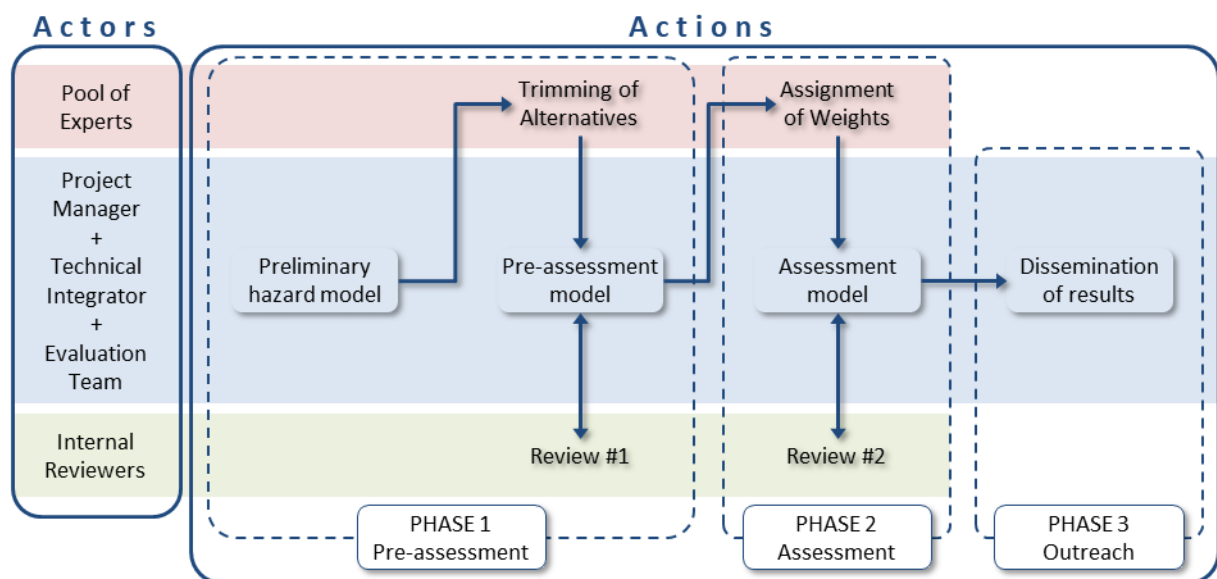 Actors
Actions
Pool of
Experts
Trimming of
Alternatives
Assignment
of Weights
Project
Manager
+
Technical
Integrator
+
Evaluation
Team
Preliminary
hazard model
Pre-assessment
model
Assessment
model
Dissemination
of results
Internal
Reviewers
Review #1
Review #2
PHASE 1
Pre-assessment
PHASE 2
Assessment
PHASE 3
Outreach